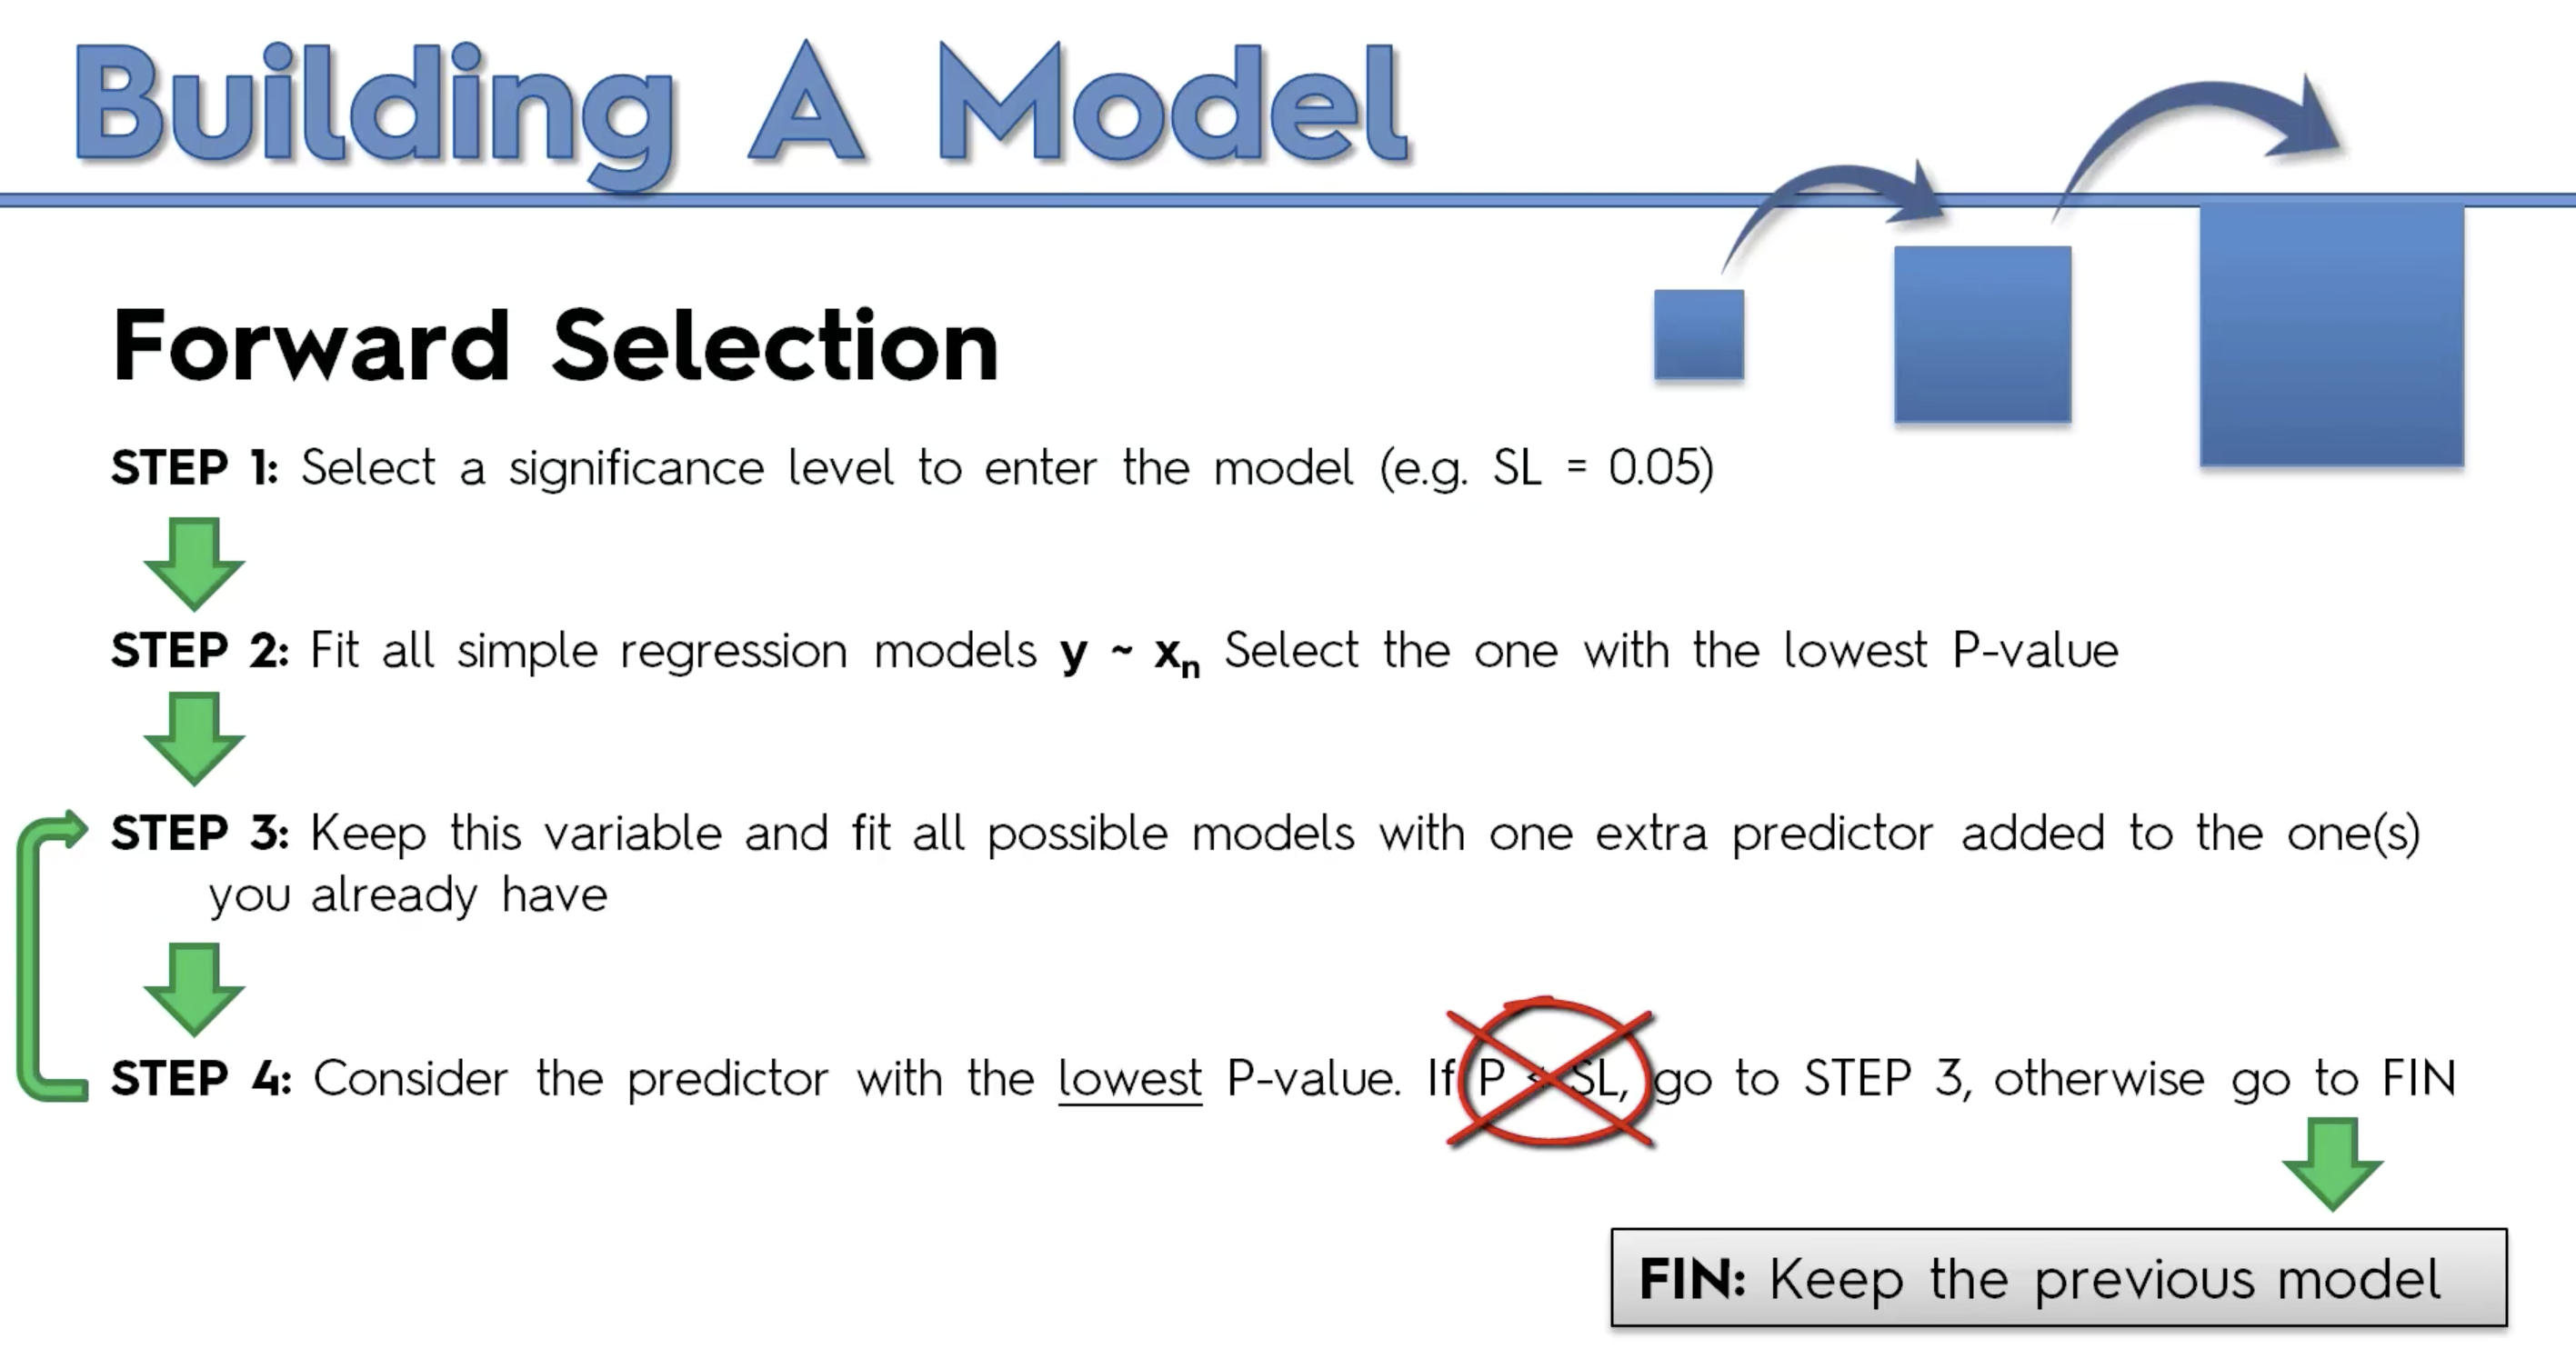 Building A Model
Forward Selection
STEP 1: Select a significance level to enter the model (e.g. SL = 0.05)
STEP 2: Fit all simple regression models y ~ xₙ Select the one with the lowest P-value
STEP 3: Keep this variable and fit all possible models with one extra predictor added to the one(s)
you already have
STEP 4: Consider the predictor with the lowest P-value. If P < SL, go to STEP 3, otherwise go to FIN
FIN: Keep the previous model